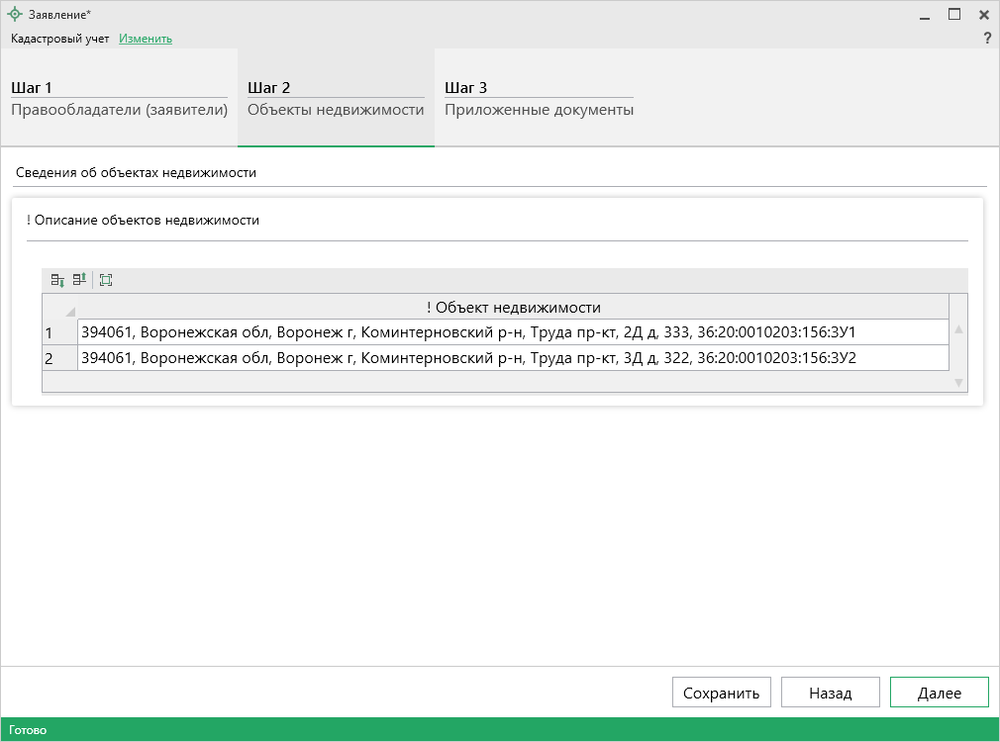 Заявление*
Кадастровый учет Изменить
?
Шаг 1
Правообладатели (заявители)
Шаг 2
Объекты недвижимости
Шаг 3
Приложенные документы
Сведения об объектах недвижимости
! Описание объектов недвижимости
! Объект недвижимости
1 394061, Воронежская обл, Воронеж г, Коминтерновский р-н, Труда пр-кт, 2Д д, 333, 36:20:0010203:156:ЗУ1
2 394061, Воронежская обл, Воронеж г, Коминтерновский р-н, Труда пр-кт, 3Д д, 322, 36:20:0010203:156:ЗУ2
Сохранить Назад Далее
Готово